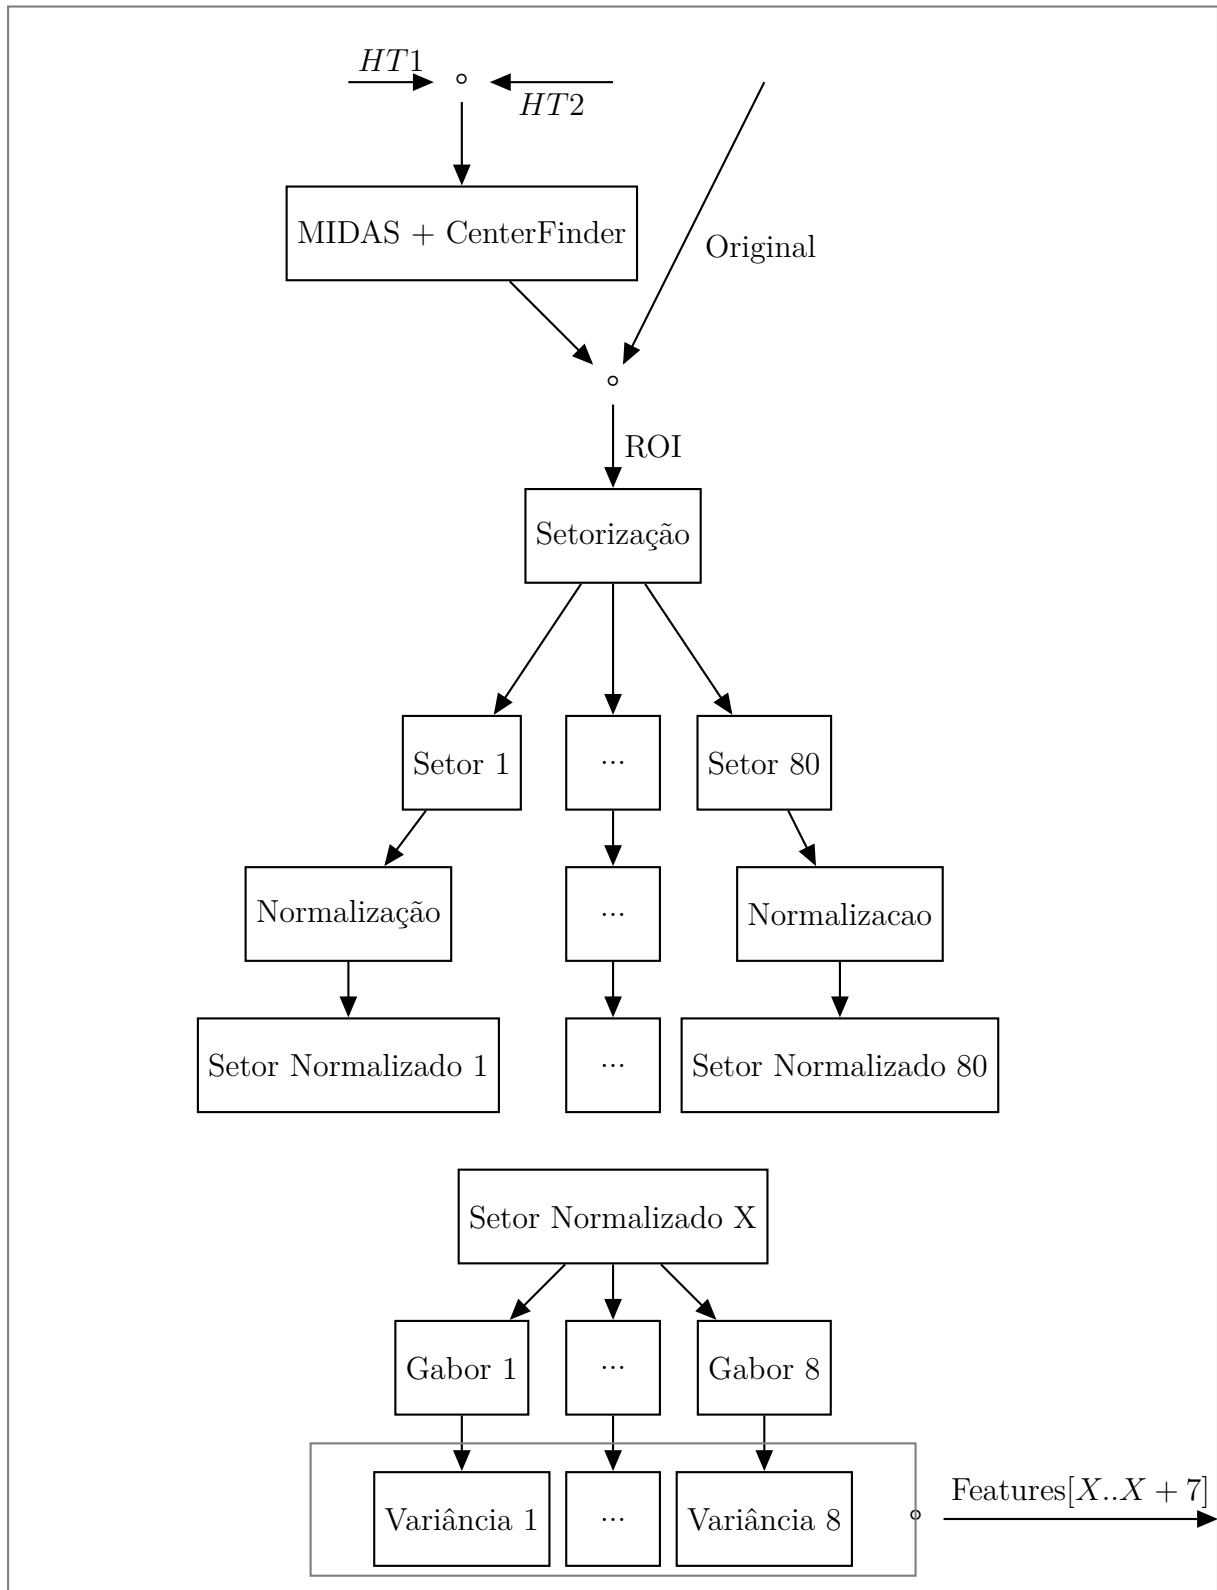 HT1
HT2
MIDAS + CenterFinder
Original
ROI
Setorização
Setor 1
...
Setor 80
Normalização
...
Normalizacao
Setor Normalizado 1
...
Setor Normalizado 80
Setor Normalizado X
Gabor 1
...
Gabor 8
Features[X..X + 7]
Variância 1
...
Variância 8